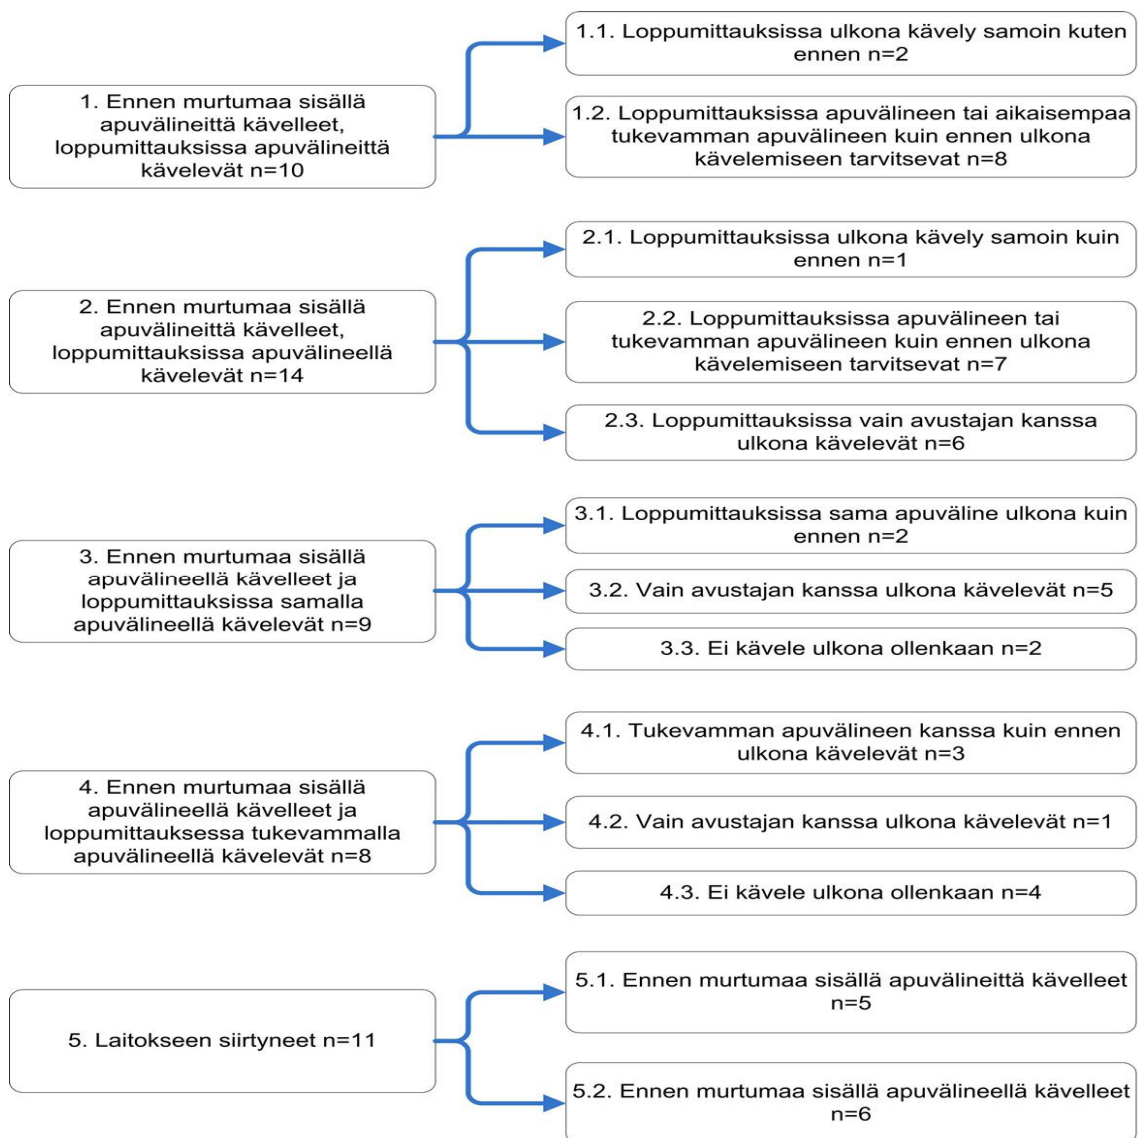 1. Ennen murtumaa sisällä
apuvälineittä kävelleet,
loppumittauksissa apuvälineittä
kävelevät n=10
1.1. Loppumittauksissa ulkona kävely samoin kuten
ennen n=2
1.2. Loppumittauksissa apuvälineen tai aikaisempaa
tukevamman apuvälineen kuin ennen ulkona
kävelemiseen tarvitsevat n=8
2. Ennen murtumaa sisällä
apuvälineittä kävelleet,
loppumittauksissa apuvälineellä
kävelevät n=14
2.1. Loppumittauksissa ulkona kävely samoin kuin
ennen n=1
2.2. Loppumittauksissa apuvälineen tai
tukevamman apuvälineen kuin ennen ulkona
kävelemiseen tarvitsevat n=7
2.3. Loppumittauksissa vain avustajan kanssa
ulkona kävelevät n=6
3. Ennen murtumaa sisällä
apuvälineellä kävelleet ja
loppumittauksissa samalla
apuvälineellä kävelevät n=9
3.1. Loppumittauksissa sama apuväline ulkona kuin
ennen n=2
3.2. Vain avustajan kanssa ulkona kävelevät n=5
3.3. Ei kävele ulkona ollenkaan n=2
4. Ennen murtumaa sisällä
apuvälineellä kävelleet ja
loppumittauksessa tukevammalla
apuvälineellä kävelevät n=8
4.1. Tukevamman apuvälineen kanssa kuin ennen
ulkona kävelevät n=3
4.2. Vain avustajan kanssa ulkona kävelevät n=1
4.3. Ei kävele ulkona ollenkaan n=4
5. Laitokseen siirtyneet n=11
5.1. Ennen murtumaa sisällä apuvälineittä kävelleet
n=5
5.2. Ennen murtumaa sisällä apuvälineellä kävelleet
n=6